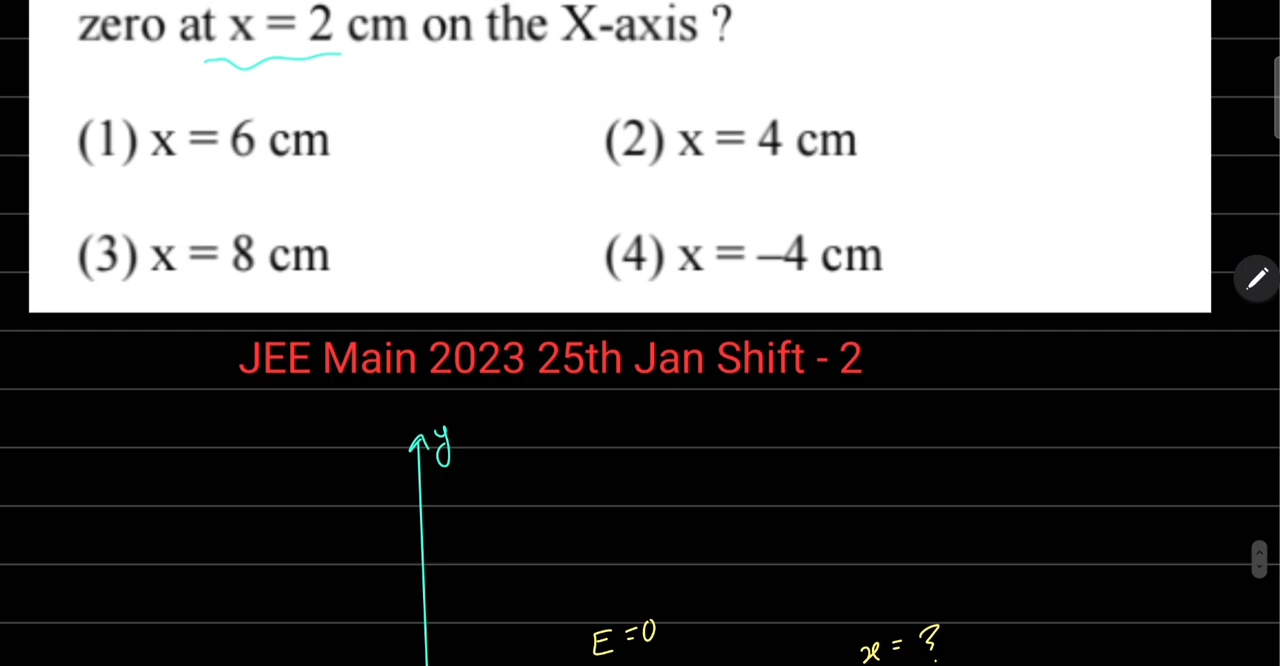 zero at x = 2 cm on the X-axis ?
(1) x = 6 cm (2) x = 4 cm
(3) x = 8 cm (4) x = –4 cm
JEE Main 2023 25th Jan Shift - 2
y
E = 0 x = ?